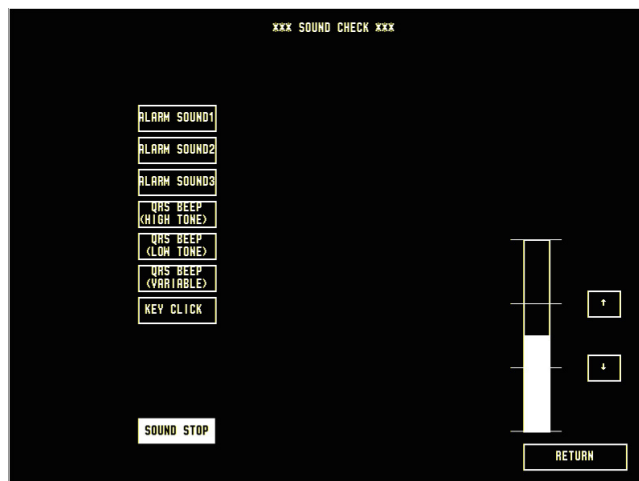 *** SOUND CHECK ***
ALARM SOUND1
ALARM SOUND2
ALARM SOUND3
QRS BEEP
(HIGH TONE)
QRS BEEP
(LOW TONE)
QRS BEEP
(VARIABLE)
KEY CLICK
↑
↓
SOUND STOP
RETURN